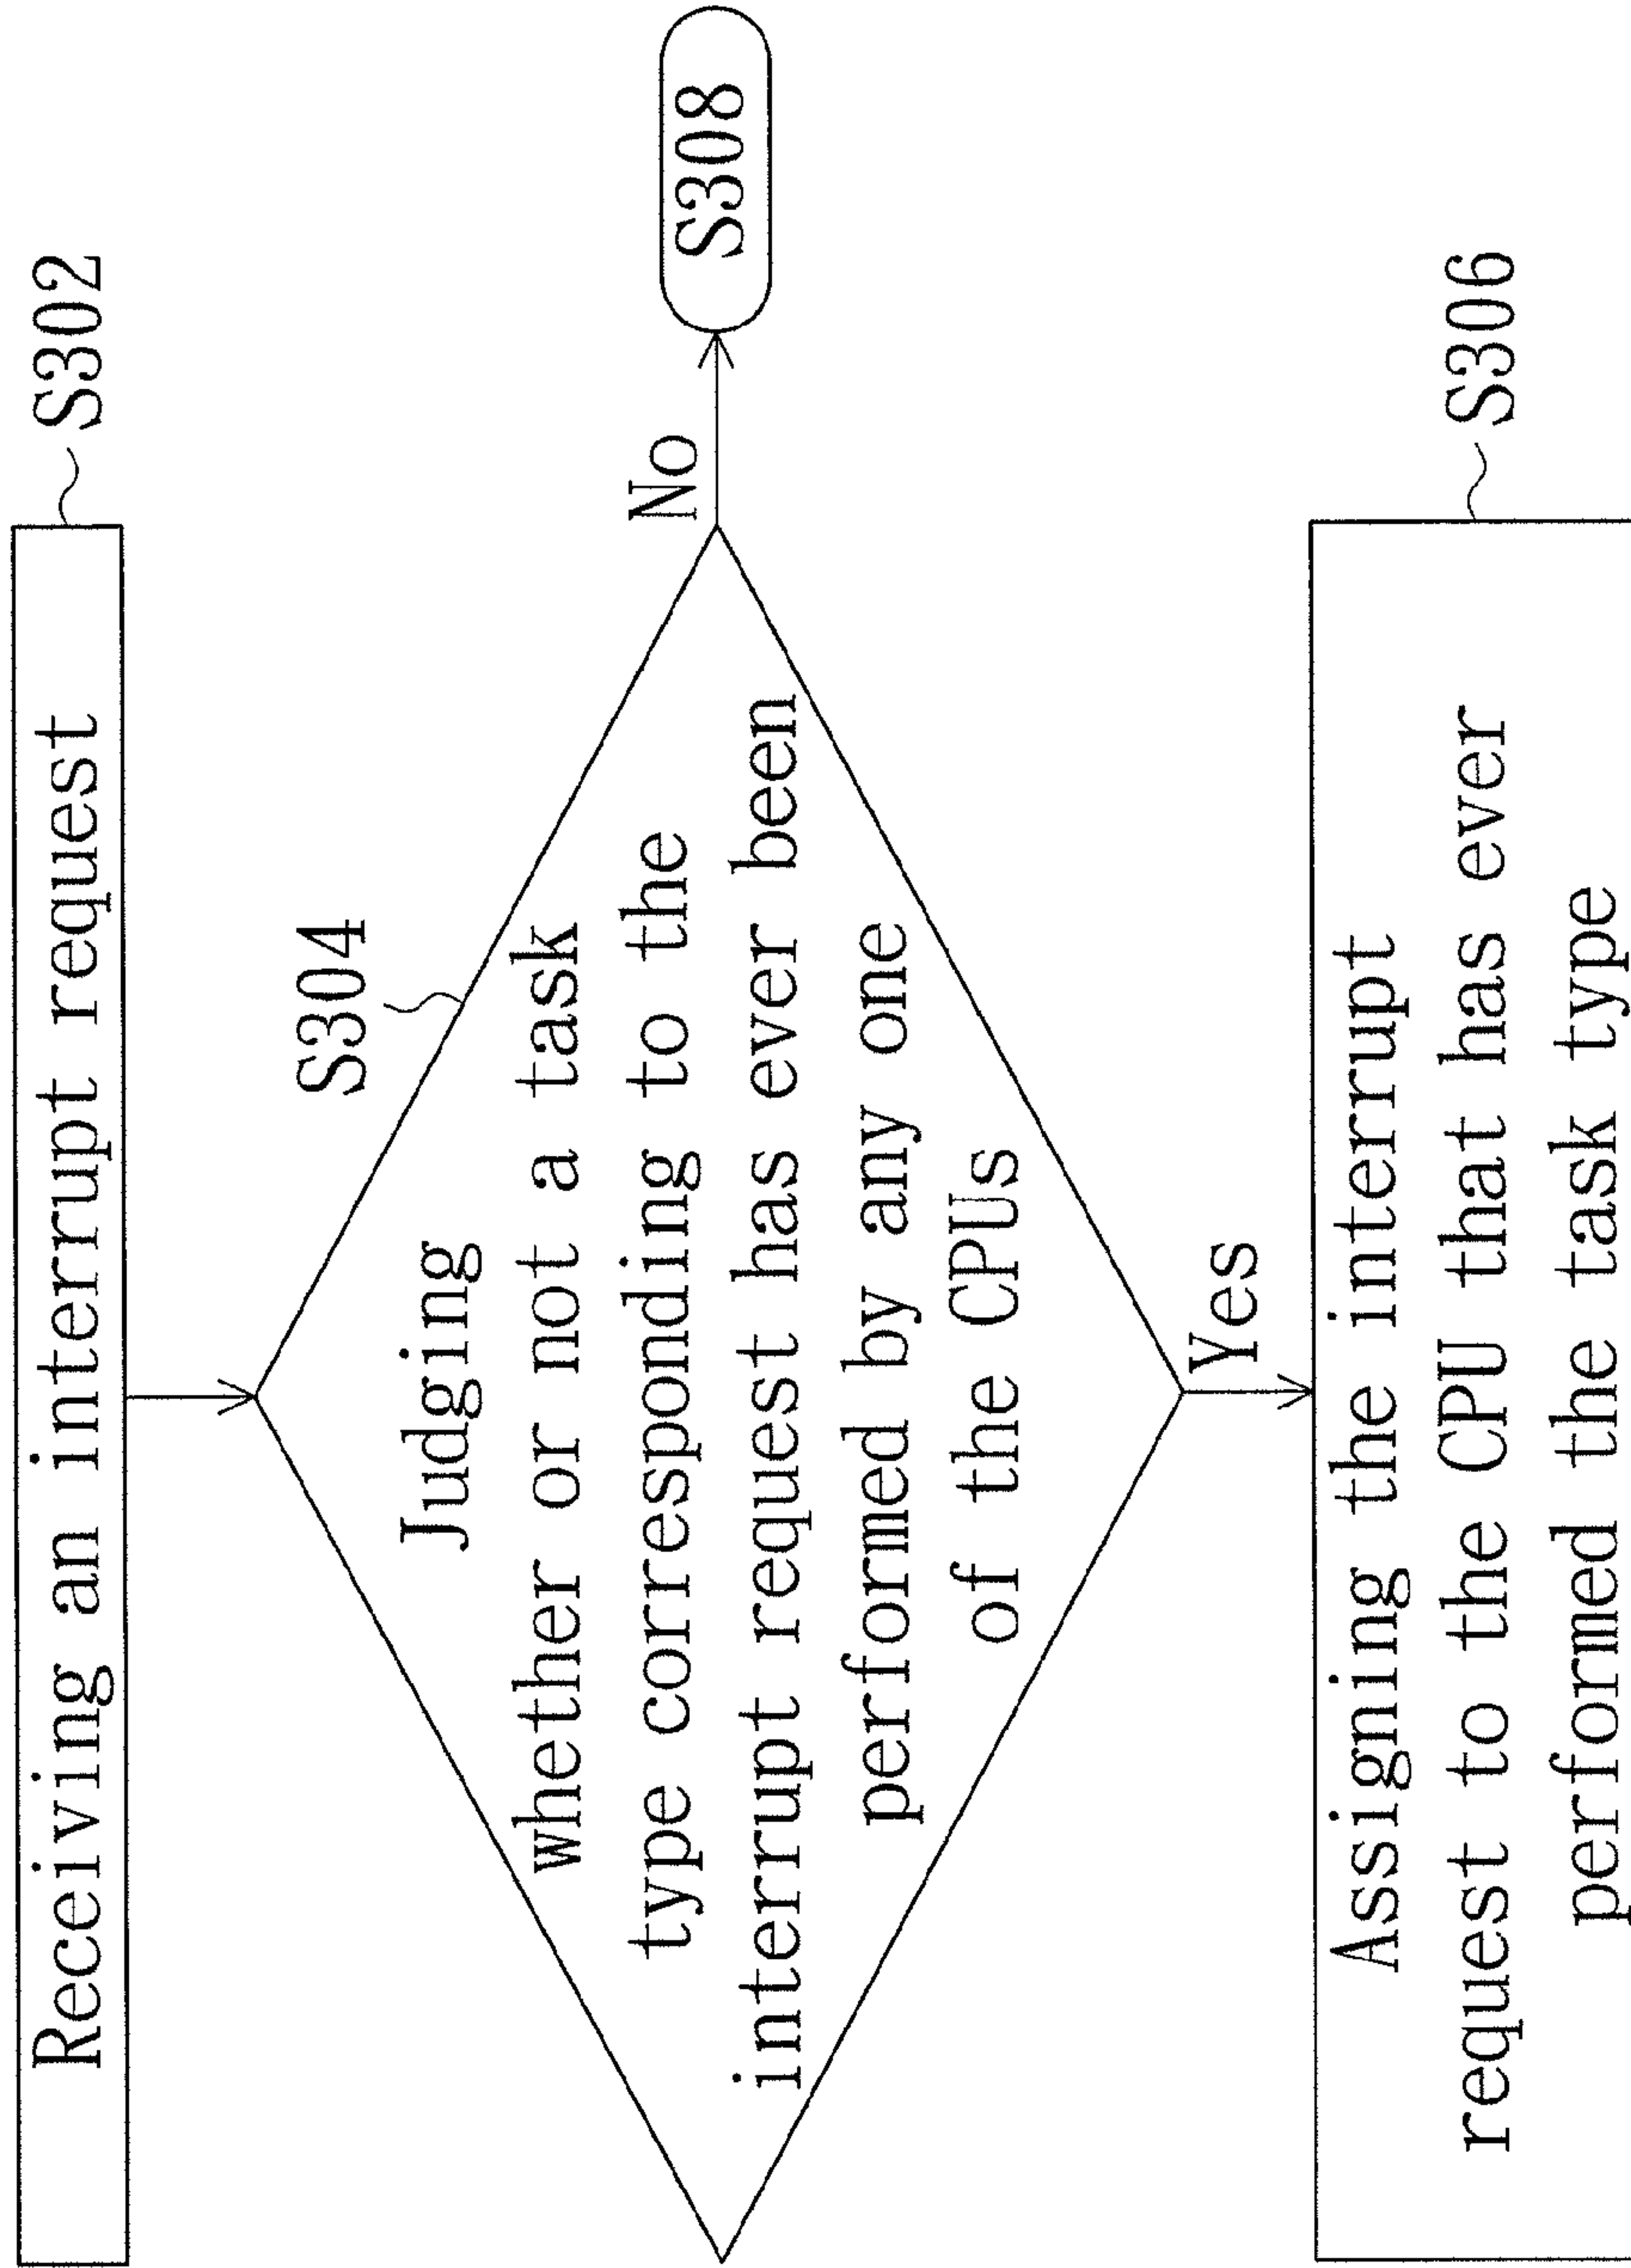 Receiving an interrupt request
S302
S304
Judging
whether or not a task
type corresponding to the
interrupt request has ever been
performed by any one
of the CPUs
No
S308
Yes
Assigning the interrupt
request to the CPU that has ever
performed the task type
S306